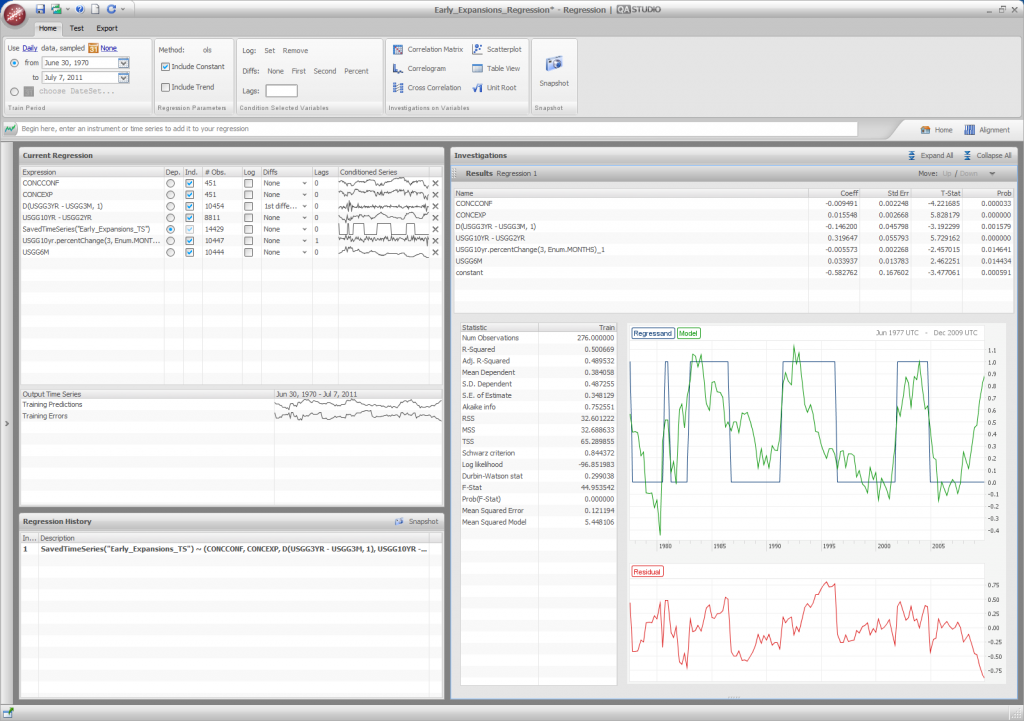 Early_Expansions_Regression* - Regression | QASTUDIO
Home Test Export
Use Daily data, sampled None
from June 30, 1970
to July 7, 2011
choose DateSet...
Train Period
Method: ols
Include Constant
Include Trend
Regression Parameters
Log: Set Remove
Diffs: None First Second Percent
Lags:
Condition Selected Variables
Correlation Matrix Scatterplot
Correlogram Table View
Cross Correlation Unit Root
Investigations on Variables
Snapshot
Snapshot
Begin here, enter an instrument or time series to add it to your regression
Home Alignment
Current Regression
Expression Dep. Ind. # Obs. Log Diffs Lags Conditioned Series
CONCCONF 451 None 0
CONCEXP 451 None 0
D(USGG3YR - USGG3M, 1) 10454 1st diffe... 0
USGG10YR - USGG2YR 8811 None 0
SavedTimeSeries("Early_Expansions_TS") 14429 None 0
USGG10yr.percentChange(3, Enum.MONT... 10447 None 1
USGG6M 10444 None 0
Output Time Series Jun 30, 1970 - Jul 7, 2011
Training Predictions
Training Errors
Regression History Snapshot
In... Description
1 SavedTimeSeries("Early_Expansions_TS") ~ (CONCCONF, CONCEXP, D(USGG3YR - USGG3M, 1), USGG10YR -...
Investigations Expand All Collapse All
Results Regression 1 Move: Up / Down
Name Coeff Std Err T-Stat Prob
CONCCONF -0.009491 0.002248 -4.221685 0.000033
CONCEXP 0.015548 0.002668 5.828179 0.000000
D(USGG3YR - USGG3M, 1) -0.146200 0.045798 -3.192299 0.001579
USGG10YR - USGG2YR 0.319647 0.055793 5.729162 0.000000
USGG10yr.percentChange(3, Enum.MONTHS)_1 -0.005573 0.002268 -2.457015 0.014641
USGG6M 0.033937 0.013783 2.462251 0.014434
constant -0.582762 0.167602 -3.477061 0.000591
Statistic Train
Num Observations 276.000000
R-Squared 0.500669
Adj. R-Squared 0.489532
Mean Dependent 0.384058
S.D. Dependent 0.487255
S.E. of Estimate 0.348129
Akaike info 0.752551
RSS 32.601222
MSS 32.688633
TSS 65.289855
Schwarz criterion 0.844372
Log likelihood -96.851983
Durbin-Watson stat 0.299038
F-Stat 44.953542
Prob(F-Stat) 0.000000
Mean Squared Error 0.121194
Mean Squared Model 5.448106
Regressand Model Jun 1977 UTC - Dec 2009 UTC
1.1
1.0
0.9
0.8
0.7
0.6
0.5
0.4
0.3
0.2
0.1
0.0
-0.1
-0.2
-0.3
-0.4
1980 1985 1990 1995 2000 2005
Residual
0.75
0.50
0.25
0.00
-0.25
-0.50
-0.75